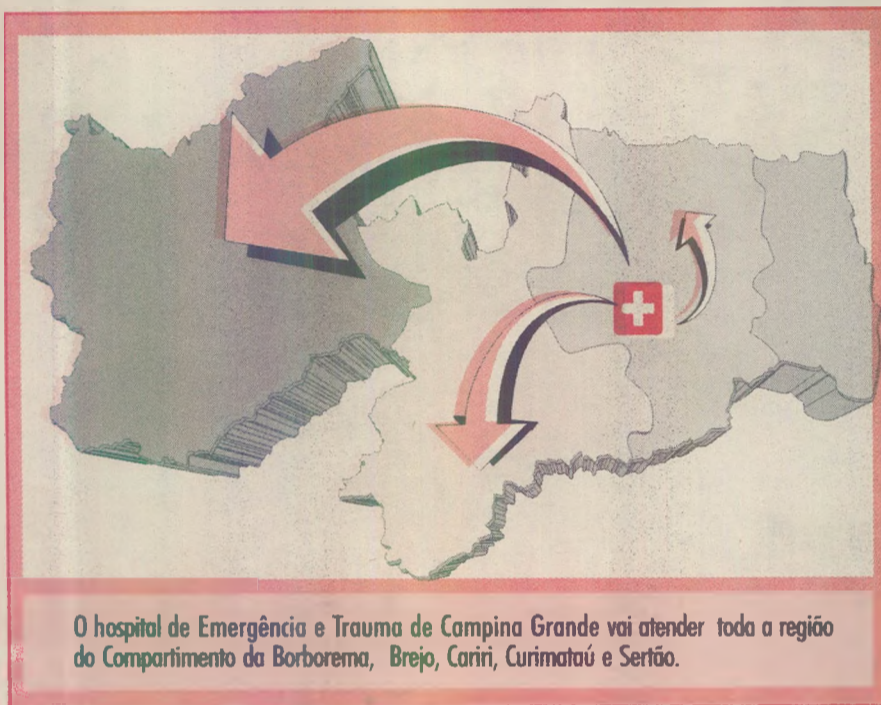 O hospital de Emergência e Trauma de Campina Grande vai atender toda a região
do Compartimento da Borborema, Brejo, Cariri, Curimataú e Sertão.